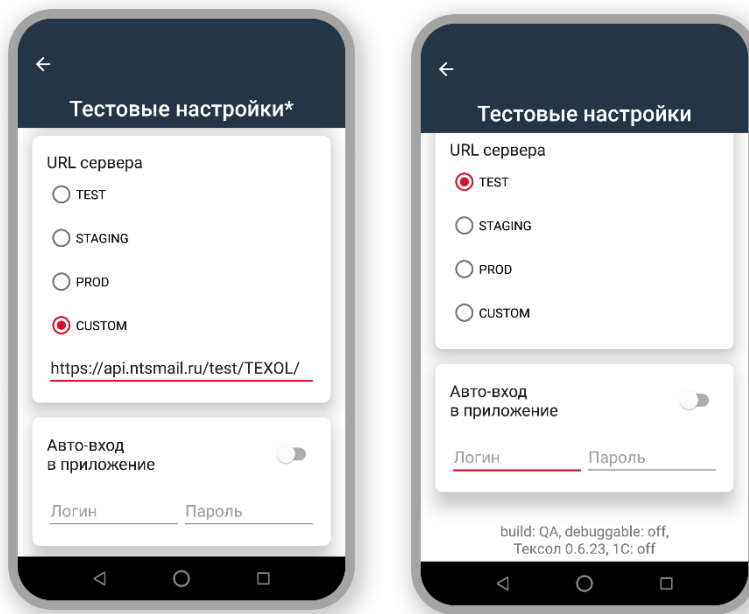 Тестовые настройки*
URL сервера
TEST
STAGING
PROD
CUSTOM
https://api.ntsmail.ru/test/TEXOL/
Авто-вход
в приложение
Логин Пароль
Тестовые настройки
URL сервера
TEST
STAGING
PROD
CUSTOM
Авто-вход
в приложение
Логин Пароль
build: QA, debuggable: off,
Тексол 0.6.23, 1C: off